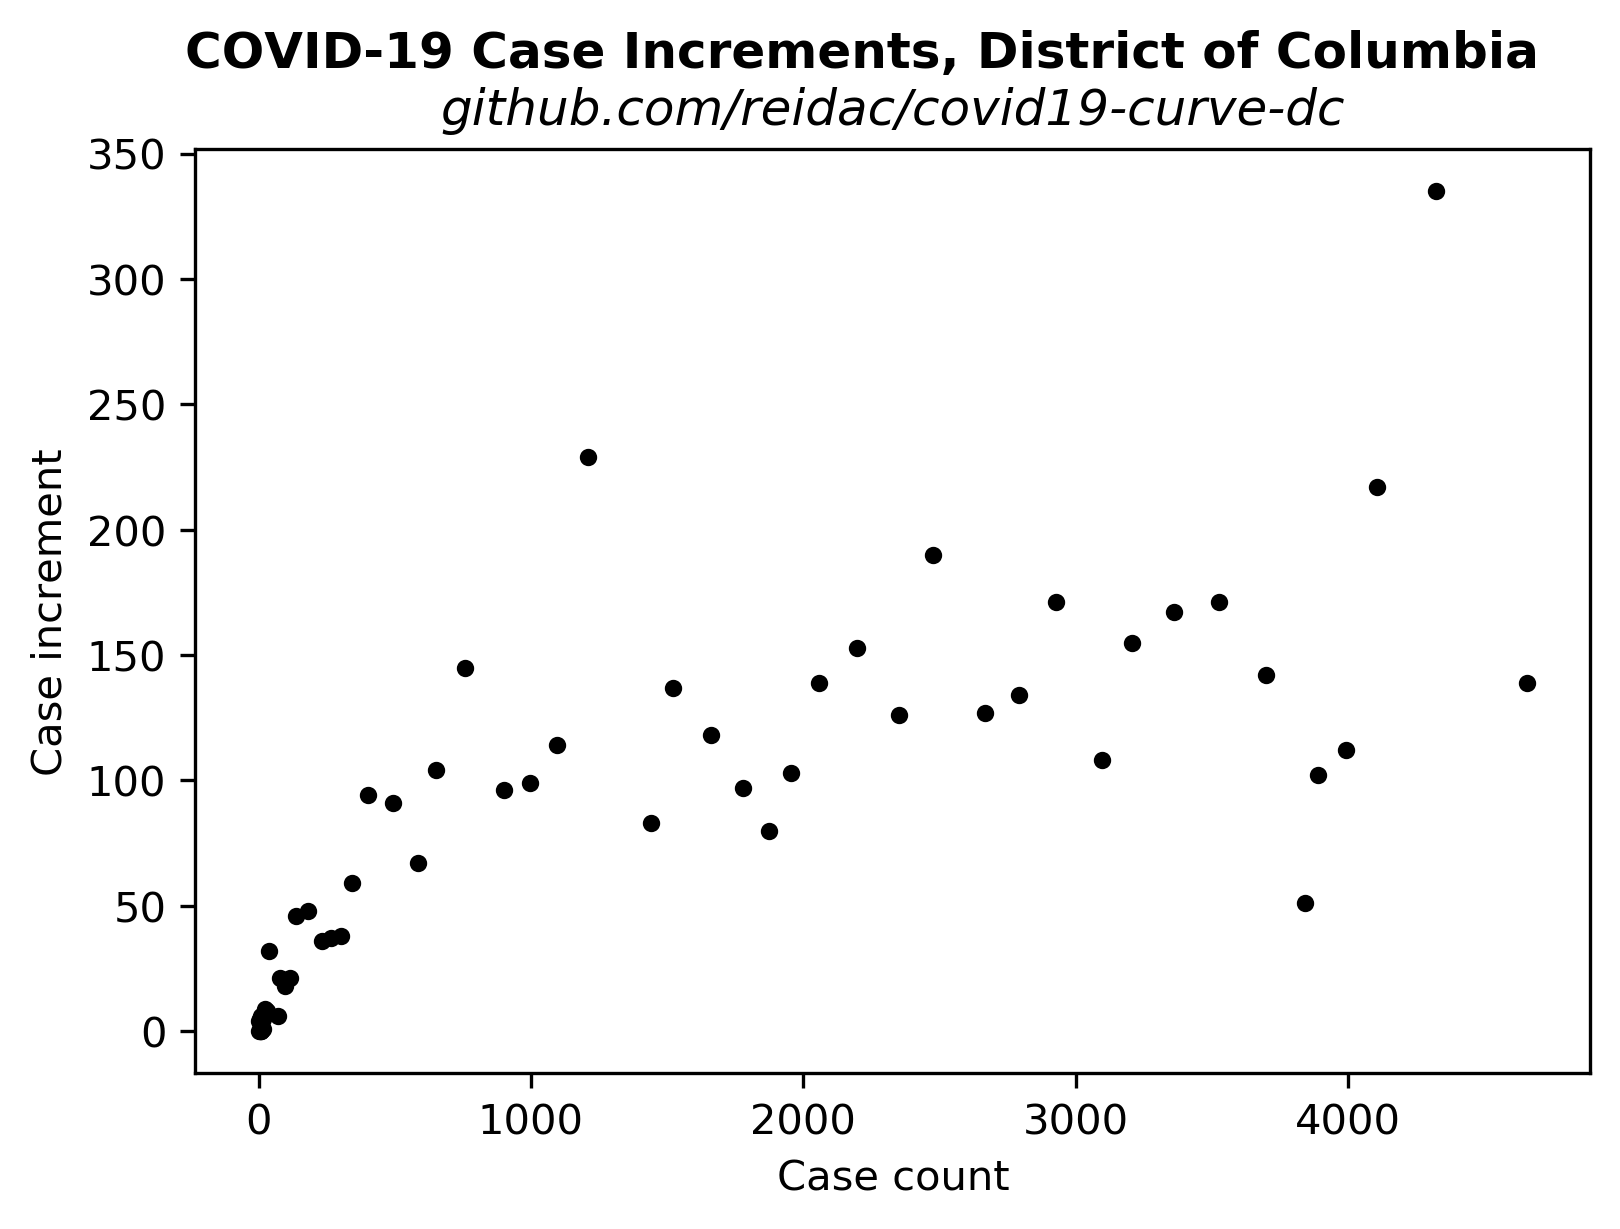 COVID-19 Case Increments, District of Columbia
github.com/reidac/covid19-curve-dc
350
300
250
200
150
100
50
0
Case increment
0 1000 2000 3000 4000
Case count